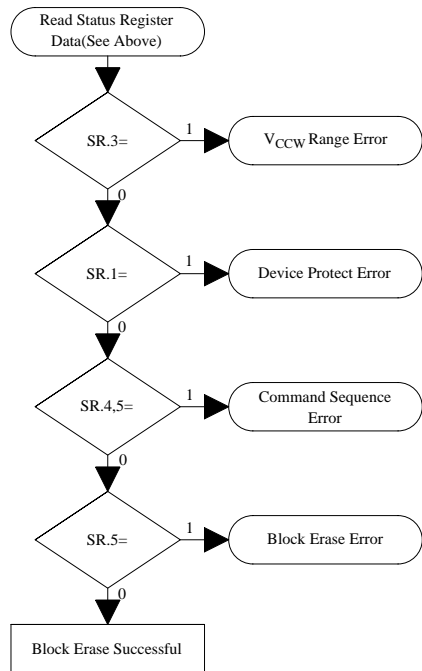 Read Status Register
Data(See Above)
SR.3=
1
VCCW Range Error
0
SR.1=
1
Device Protect Error
0
SR.4,5=
1
Command Sequence
Error
0
SR.5=
1
Block Erase Error
0
Block Erase Successful